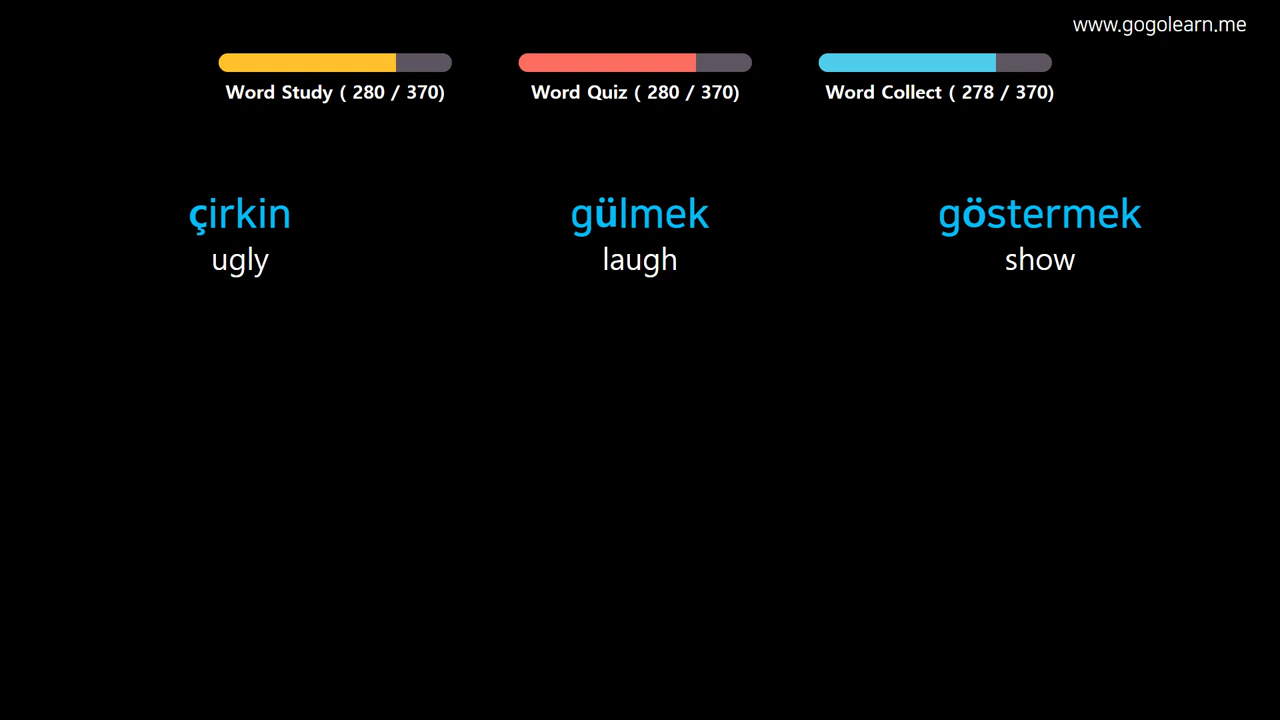 www.gogolearn.me
Word Study ( 280 / 370)
Word Quiz ( 280 / 370)
Word Collect ( 278 / 370)
çirkin
ugly
gülmek
laugh
göstermek
show